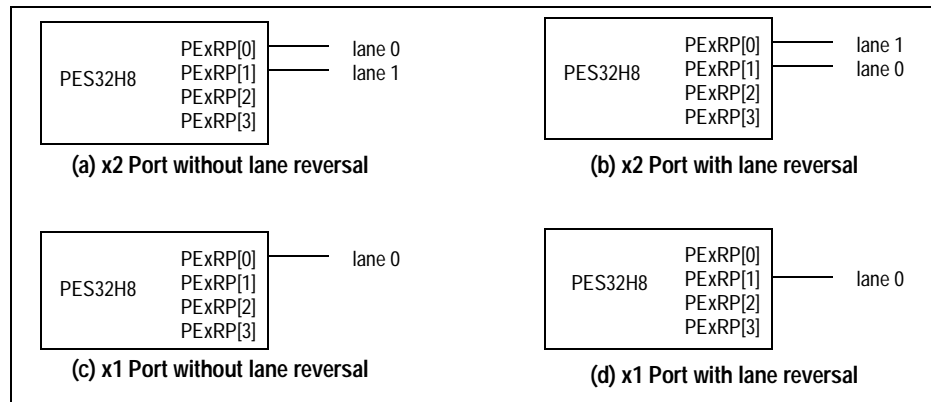 PES32H8
PExRP[0]
PExRP[1]
PExRP[2]
PExRP[3]
lane 0
lane 1
(a) x2 Port without lane reversal
PES32H8
PExRP[0]
PExRP[1]
PExRP[2]
PExRP[3]
lane 1
lane 0
(b) x2 Port with lane reversal
PES32H8
PExRP[0]
PExRP[1]
PExRP[2]
PExRP[3]
lane 0
(c) x1 Port without lane reversal
PES32H8
PExRP[0]
PExRP[1]
PExRP[2]
PExRP[3]
lane 0
(d) x1 Port with lane reversal